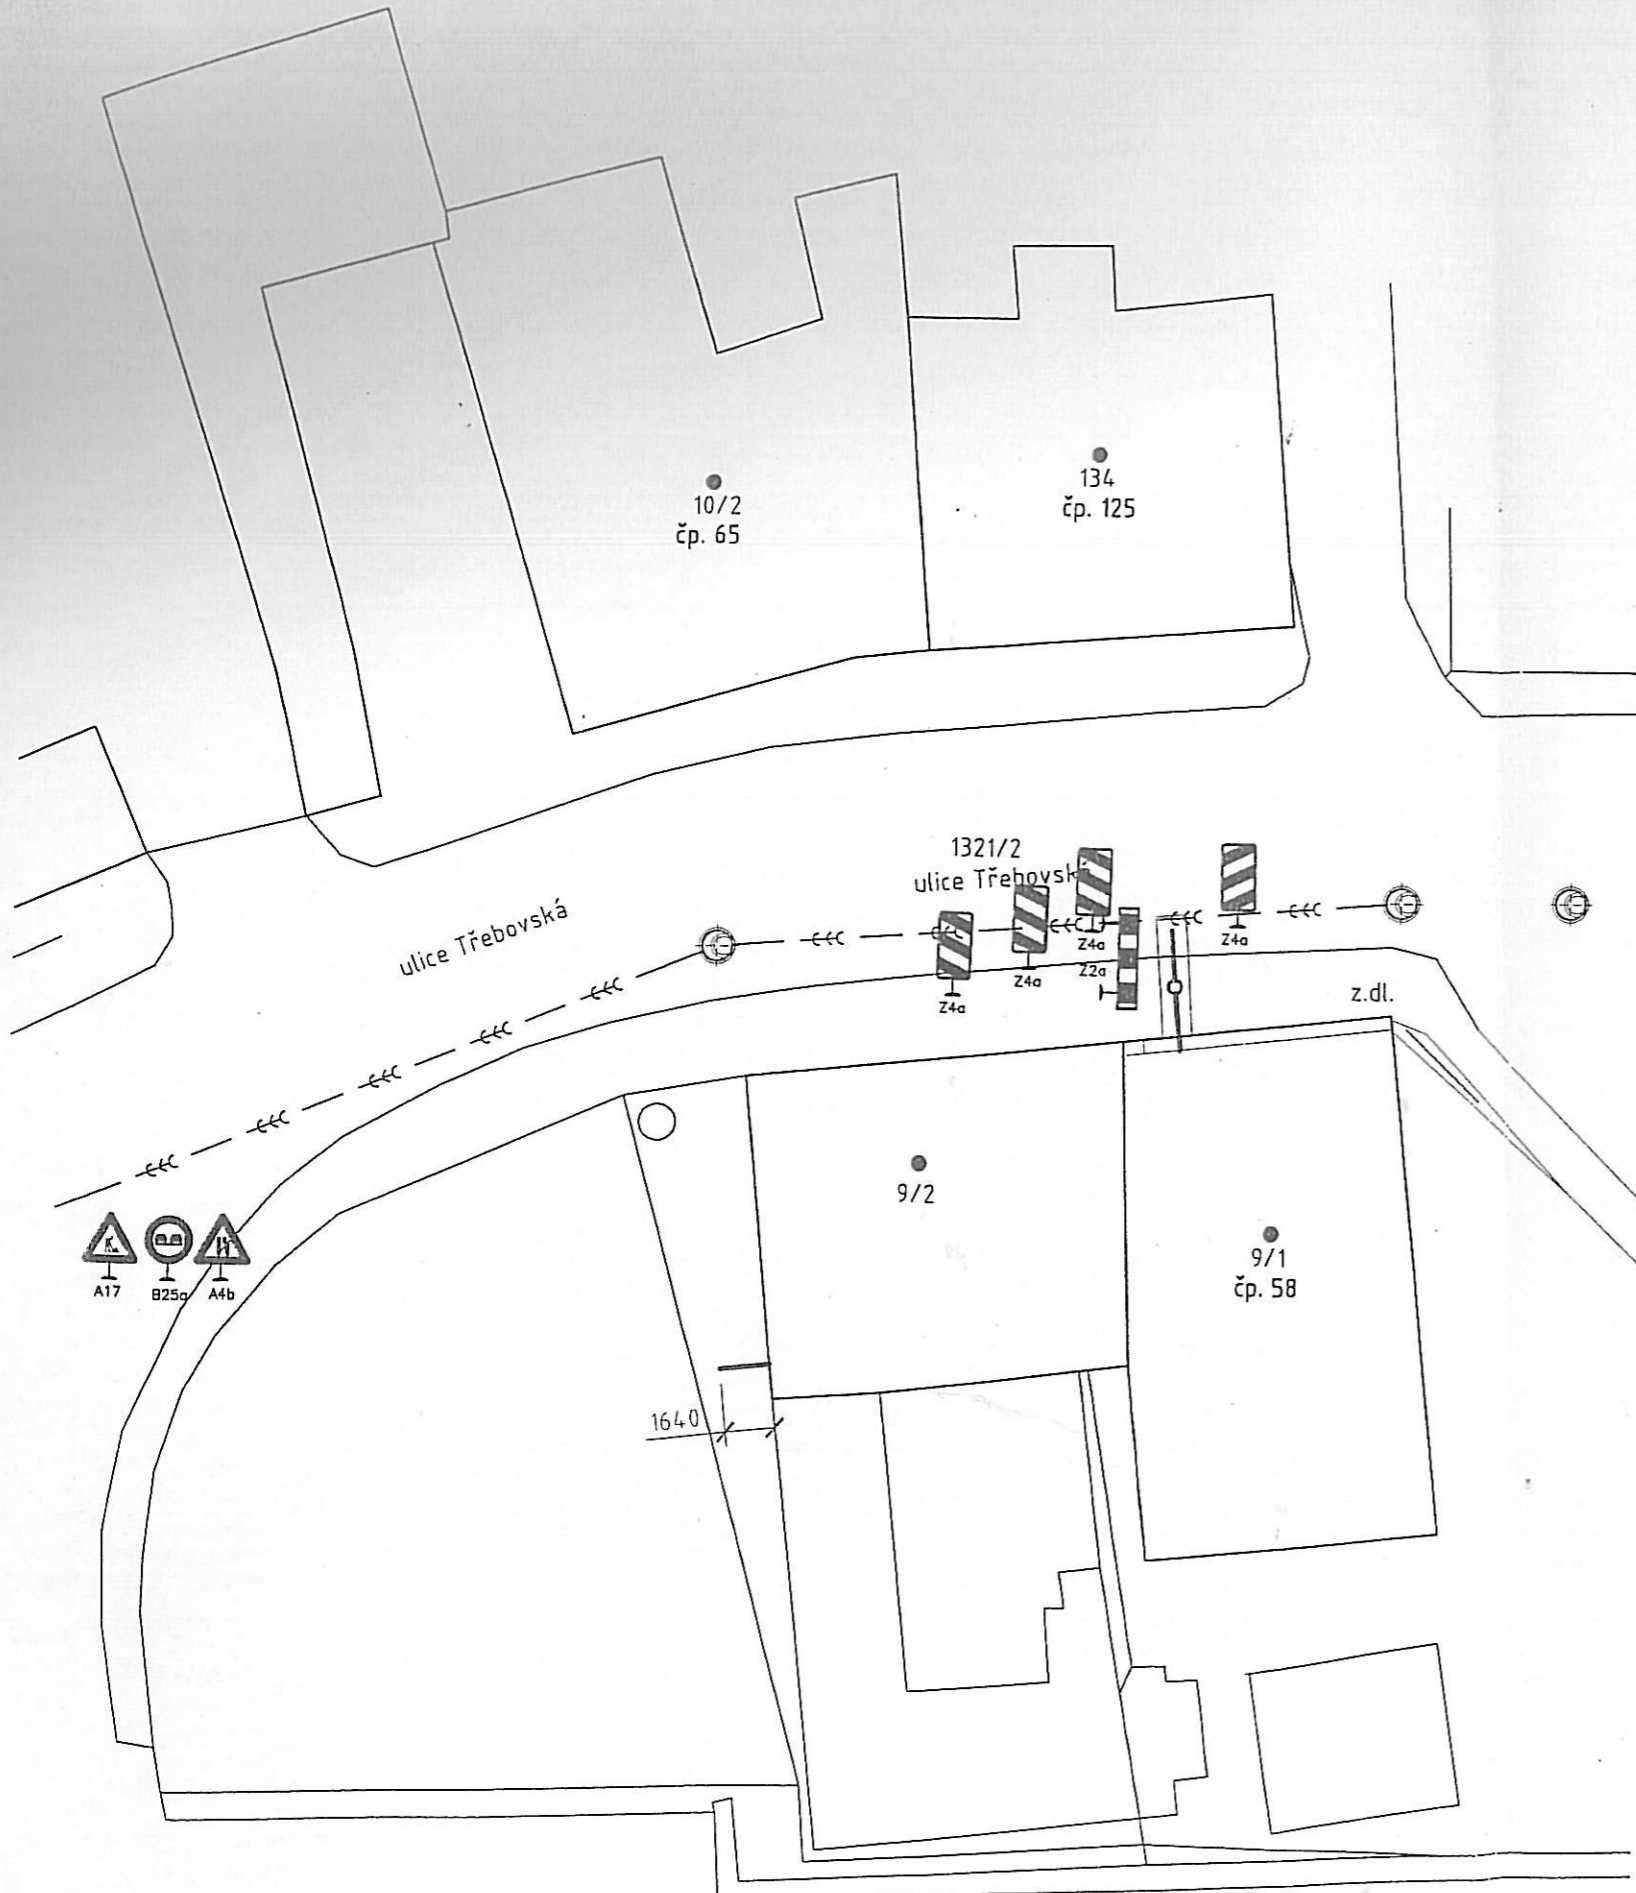 134
čp. 125
10/2
čp. 65
1321/2
ulice Třebovská
ulice Třebovská
Z4a
Z4a
Z4a
Z4a
Z2a
z.dl.
9/2
9/1
čp. 58
A17
B25a
A4b
1640